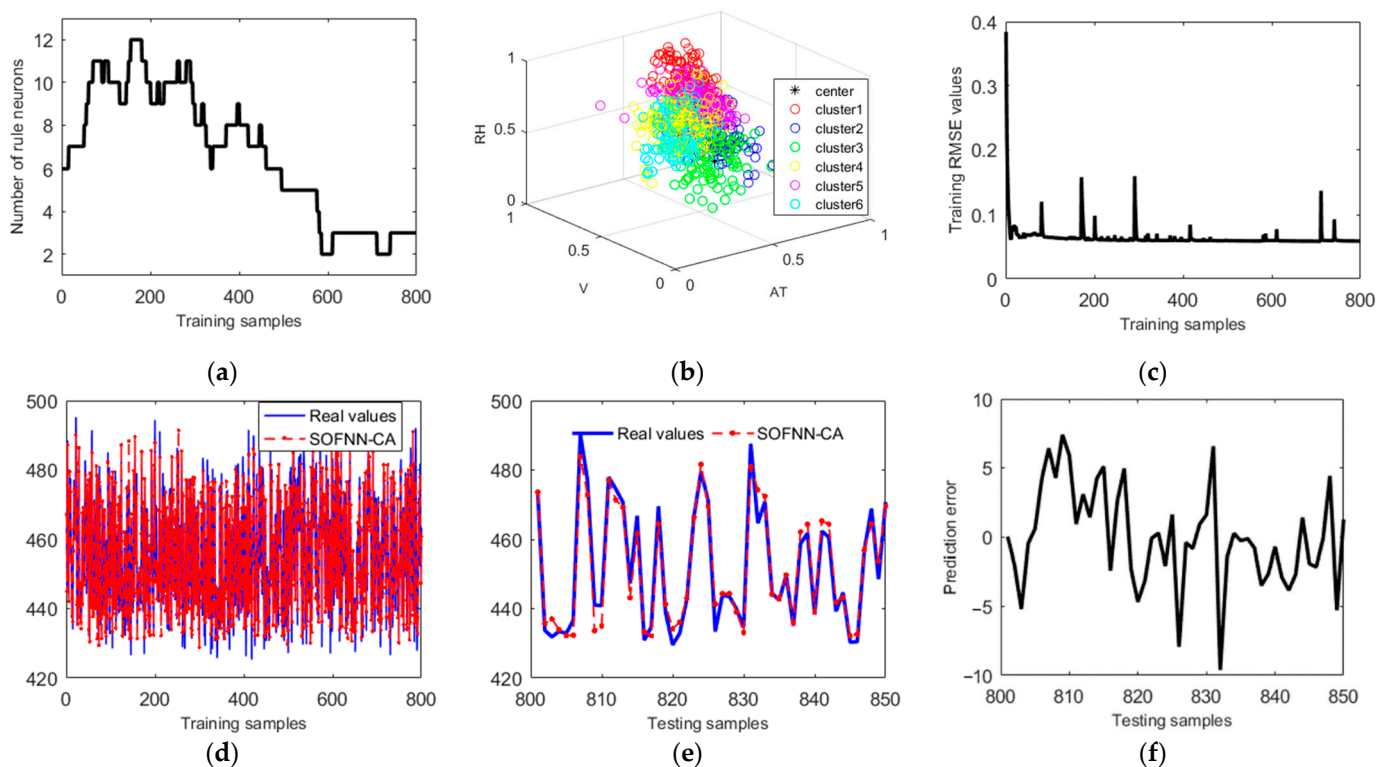 Number of rule neurons
12
10
8
6
4
2
0
200
400
600
800
Training samples
(a)
RH
1
0.5
0
1
0.5
0
0
0.5
1
V
AT
center
cluster1
cluster2
cluster3
cluster4
cluster5
cluster6
(b)
Training RMSE values
0.4
0.3
0.2
0.1
0
0
200
400
600
800
Training samples
(c)
500
480
460
440
420
0
200
400
600
800
Real values
SOFNN-CA
Training samples
(d)
500
480
460
440
420
800
810
820
830
840
850
Real values
SOFNN-CA
Testing samples
(e)
Prediction error
10
5
0
−5
−10
800
810
820
830
840
850
Testing samples
(f)